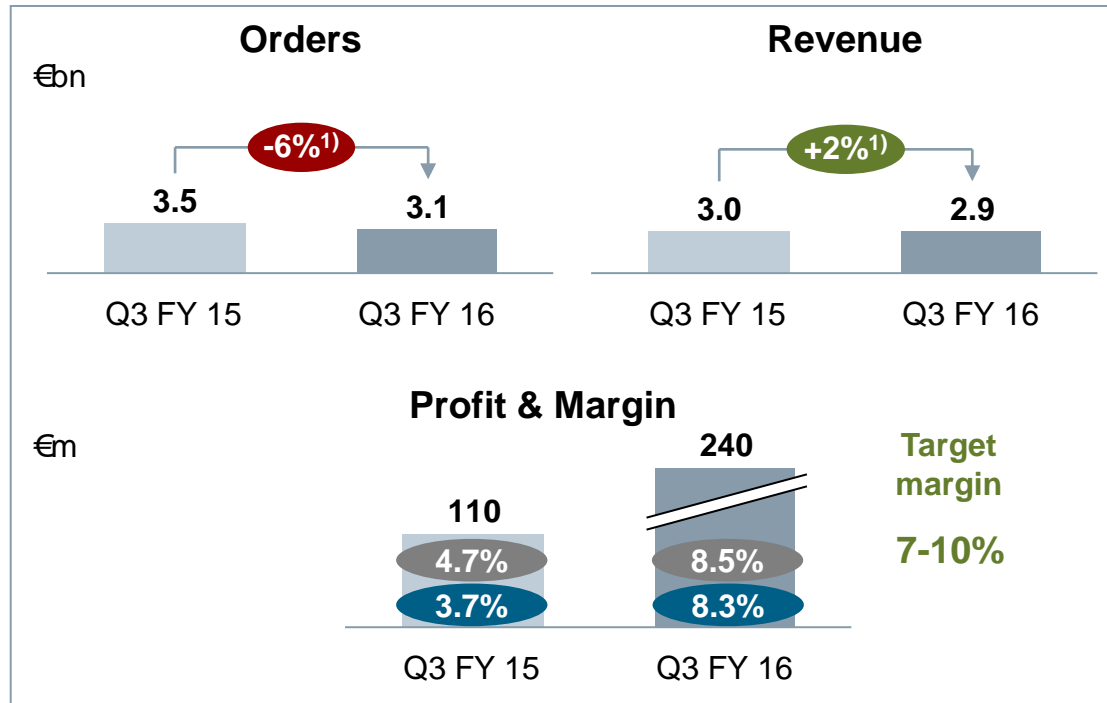 Orders
Revenue
€bn
-6%1)
+2%1)
3.5
3.1
3.0
2.9
Q3 FY 15
Q3 FY 16
Q3 FY 15
Q3 FY 16
Profit & Margin
€m
240
Target
margin
110
7-10%
4.7%
8.5%
3.7%
8.3%
Q3 FY 15
Q3 FY 16